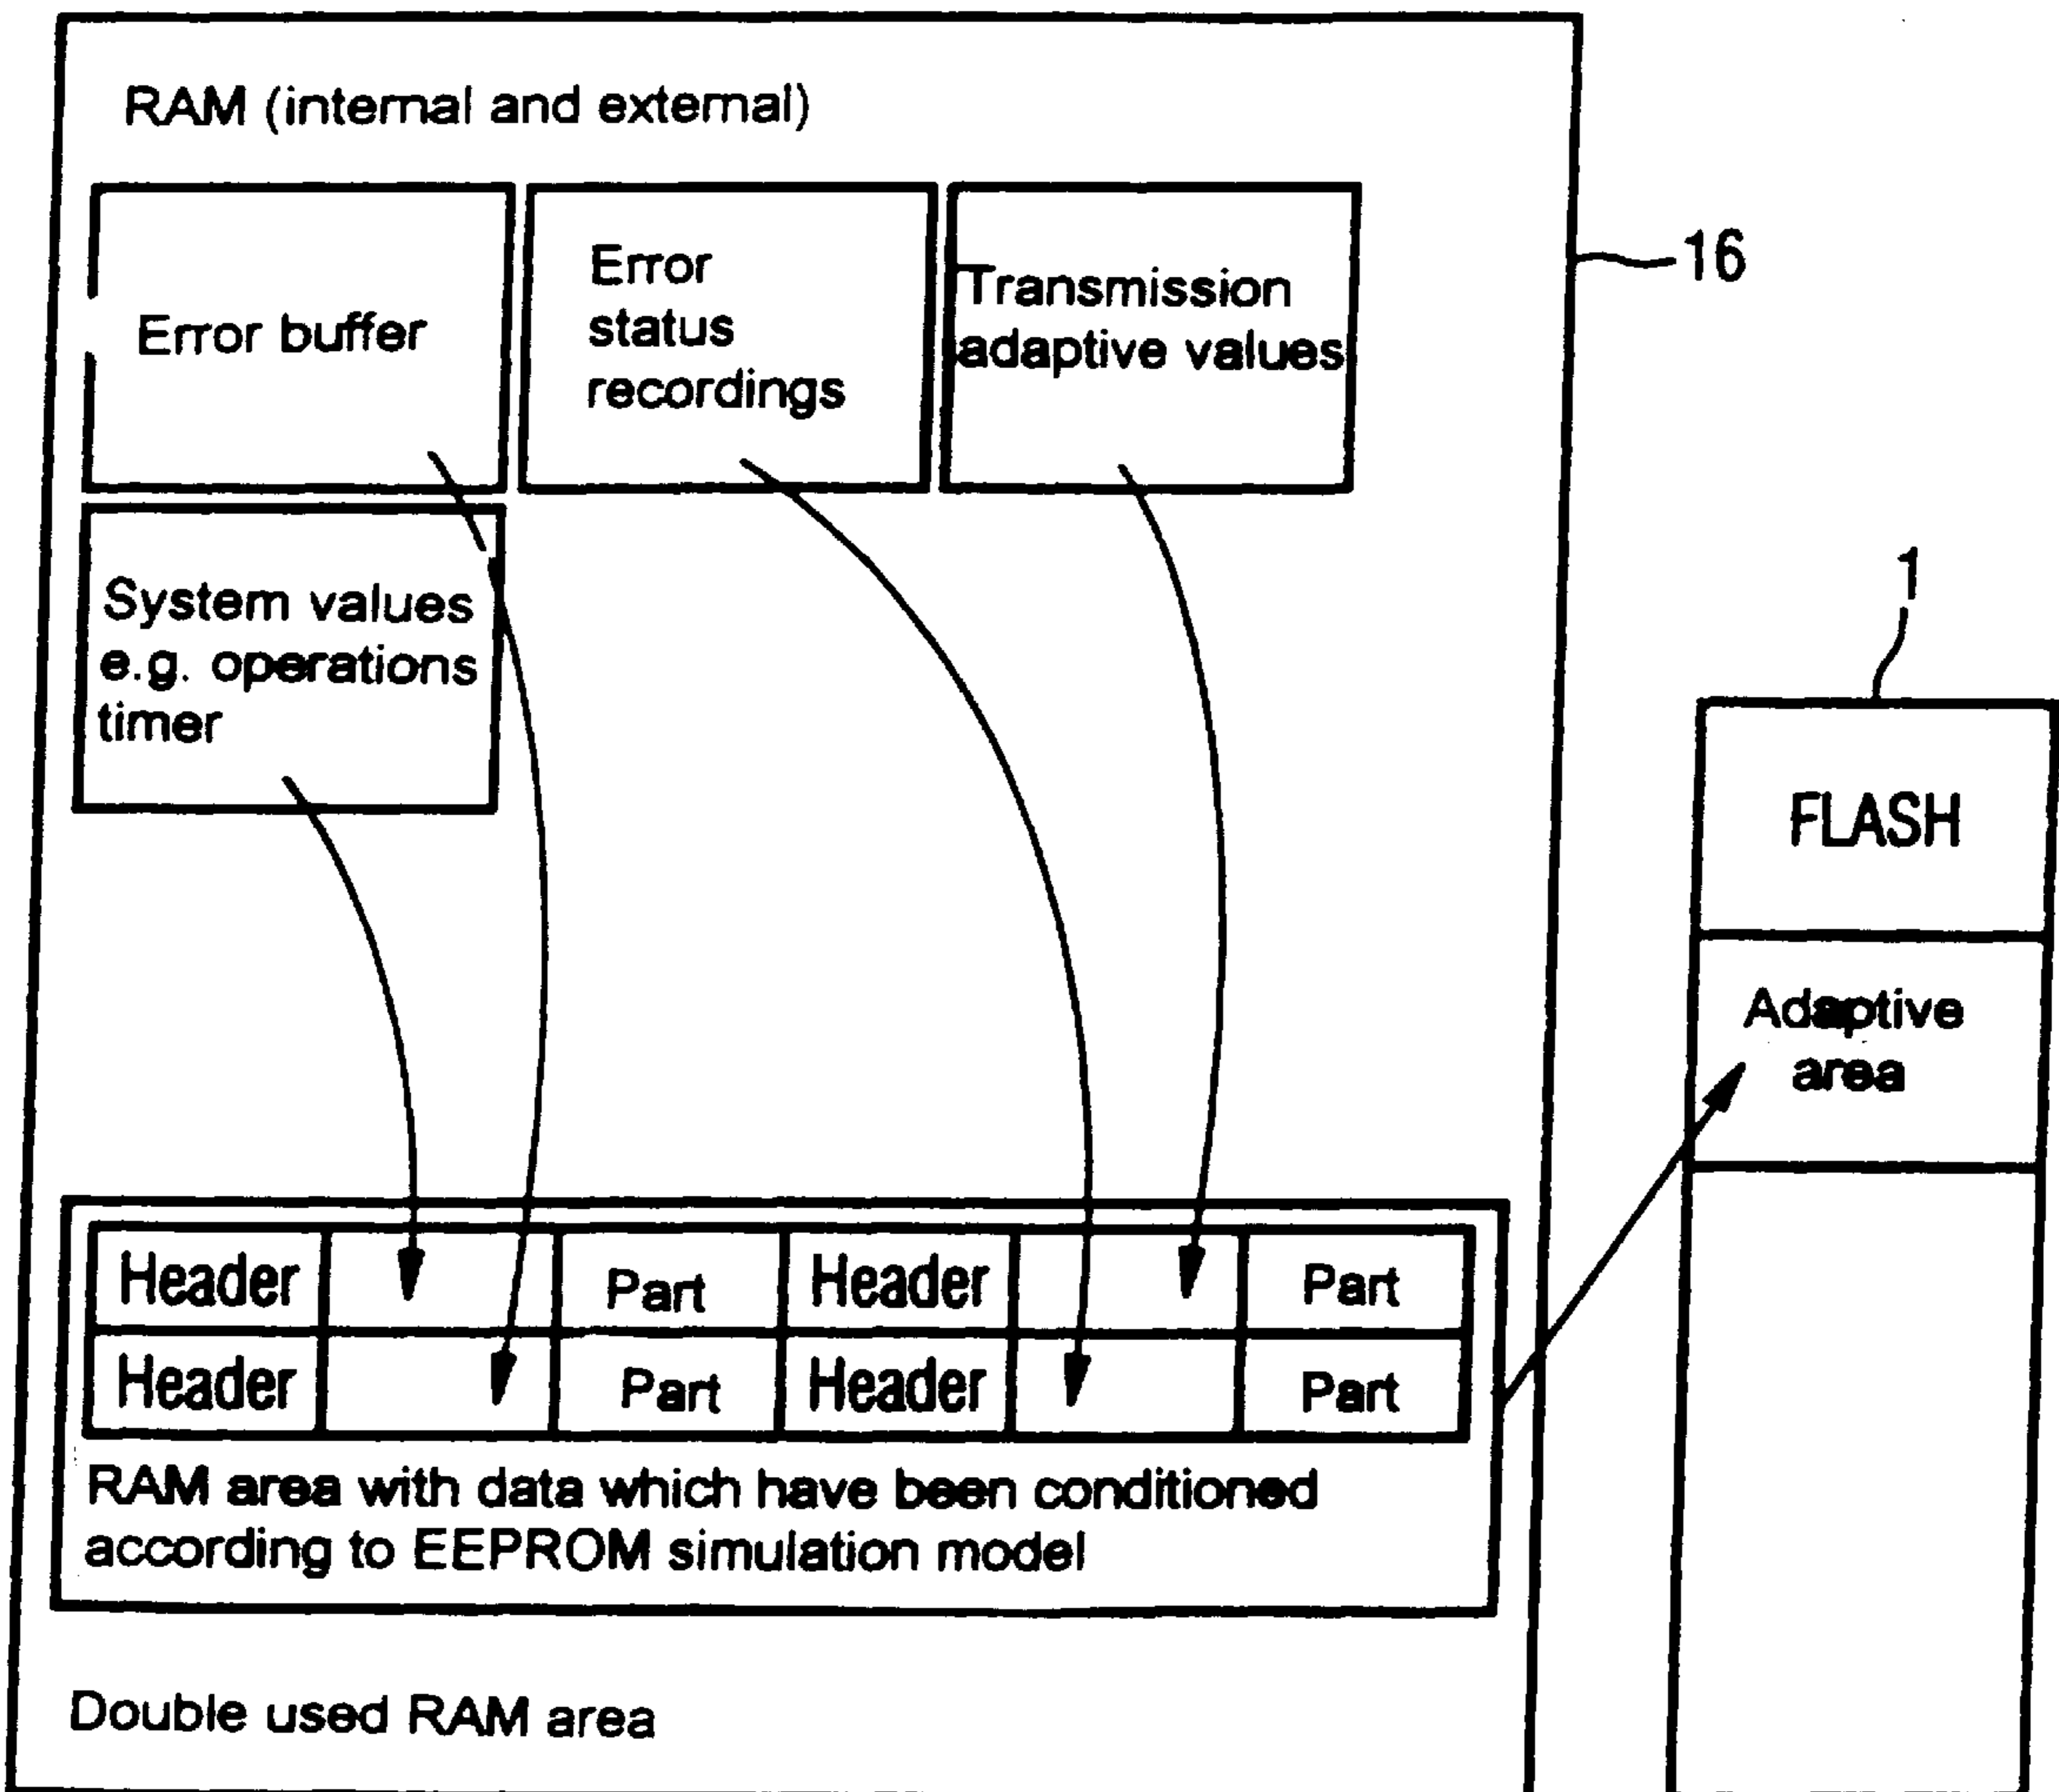 RAM (internal and external)
Error buffer
Error
status
recordings
Transmission
adaptive values
16
System values
e.g. operations
timer
1
FLASH
Adaptive
area
Header Part Header Part
Header Part Header Part
RAM area with data which have been conditioned
according to EEPROM simulation model
Double used RAM area